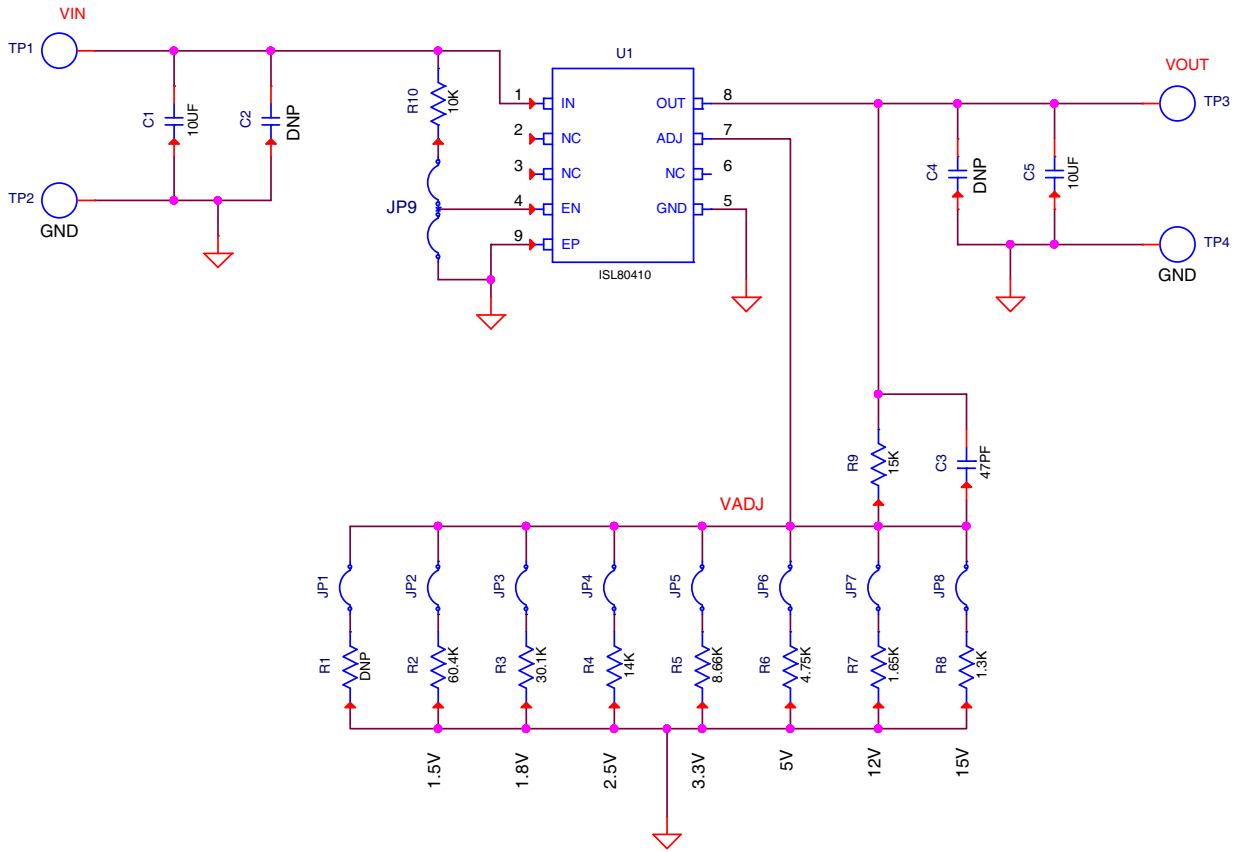 VIN
TP1
C1
10UF
C2
DNP
TP2
GND
R10
10K
JP9
U1
1
IN
2
NC
3
NC
4
EN
9
EP
OUT
8
ADJ
7
NC
6
GND
5
ISL80410
VOUT
TP3
C4
DNP
C5
10UF
TP4
GND
R9
15K
C3
47PF
VADJ
JP1
JP2
JP3
JP4
JP5
JP6
JP7
JP8
R1
DNP
R2
60.4K
R3
30.1K
R4
14K
R5
8.66K
R6
4.75K
R7
1.65K
R8
1.3K
1.5V
1.8V
2.5V
3.3V
5V
12V
15V